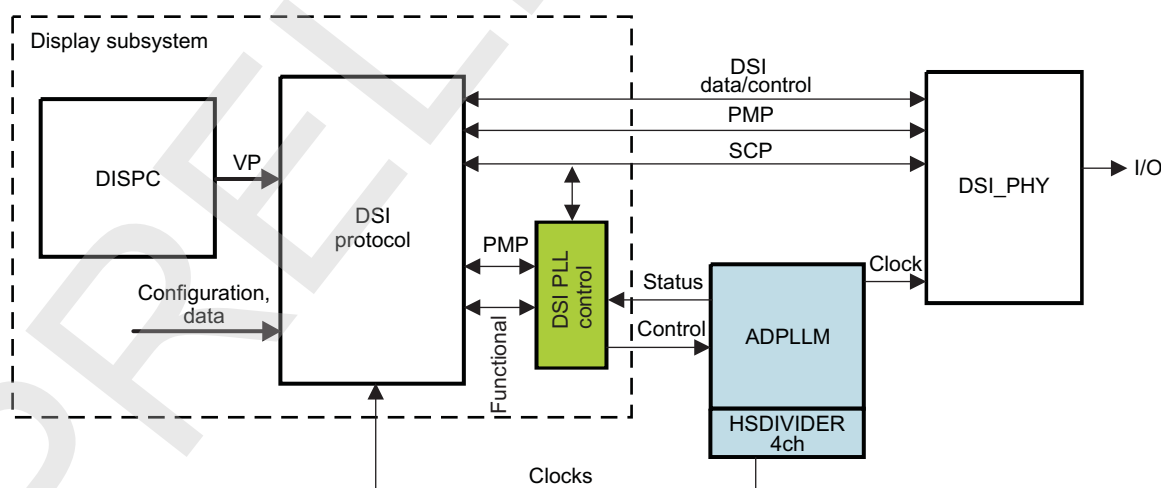 Display subsystem
DISPC
VP
DSI
protocol
Configuration,
data
DSI
data/control
PMP
SCP
DSI_PHY
I/O
PMP
Functional
DSI PLL
control
Status
Control
Clock
ADPLLM
HSDIVIDER
4ch
Clocks